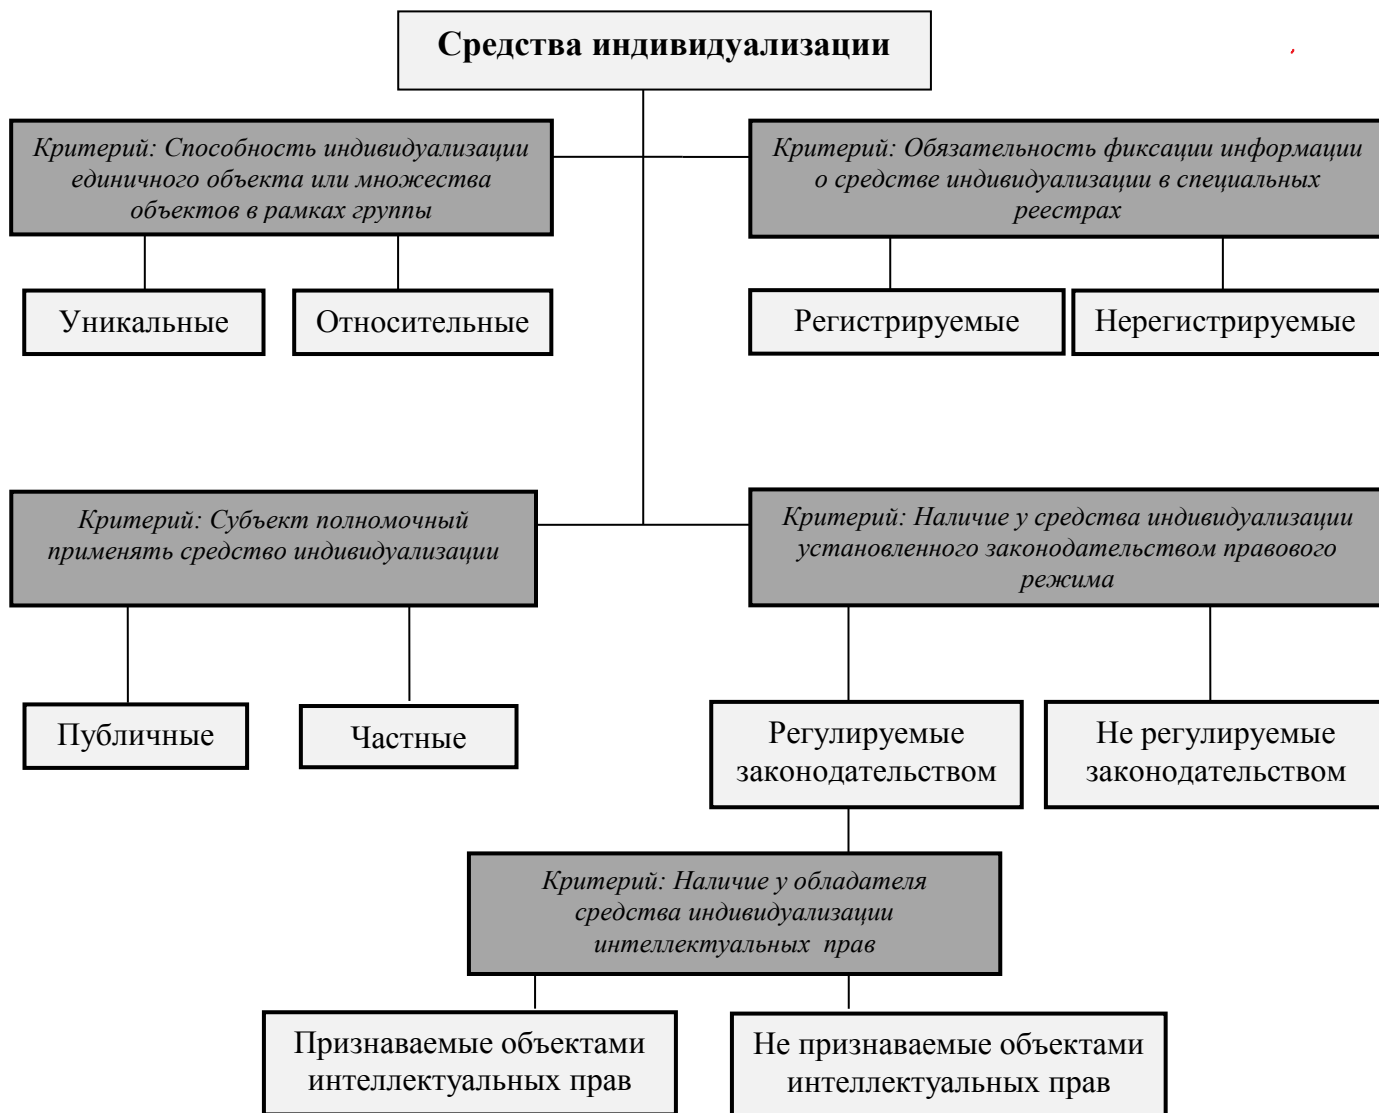 Средства индивидуализации
Критерий: Способность индивидуализации
единичного объекта или множества
объектов в рамках группы
Критерий: Обязательность фиксации информации
о средстве индивидуализации в специальных
реестрах
Уникальные
Относительные
Регистрируемые
Нерегистрируемые
Критерий: Субъект полномочный
применять средство индивидуализации
Критерий: Наличие у средства индивидуализации
установленного законодательством правового
режима
Публичные
Частные
Регулируемые
законодательством
Не регулируемые
законодательством
Критерий: Наличие у обладателя
средства индивидуализации
интеллектуальных  прав
Признаваемые объектами
интеллектуальных прав
Не признаваемые объектами
интеллектуальных прав